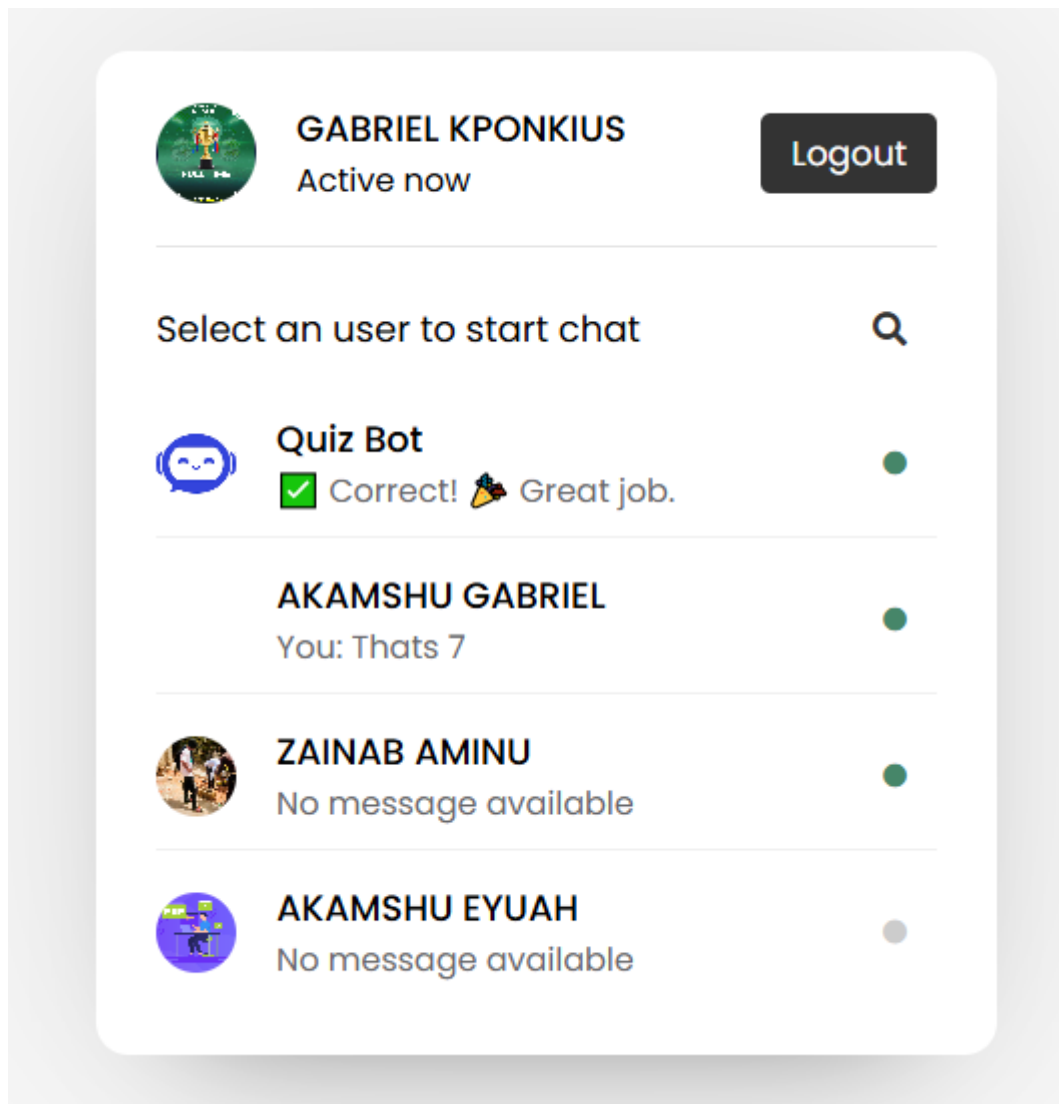 GABRIEL KPONKIUS
Active now
Logout
Select an user to start chat
Quiz Bot
✅ Correct! 🎉 Great job.
AKAMSHU GABRIEL
You: Thats 7
ZAINAB AMINU
No message available
AKAMSHU EYUAH
No message available